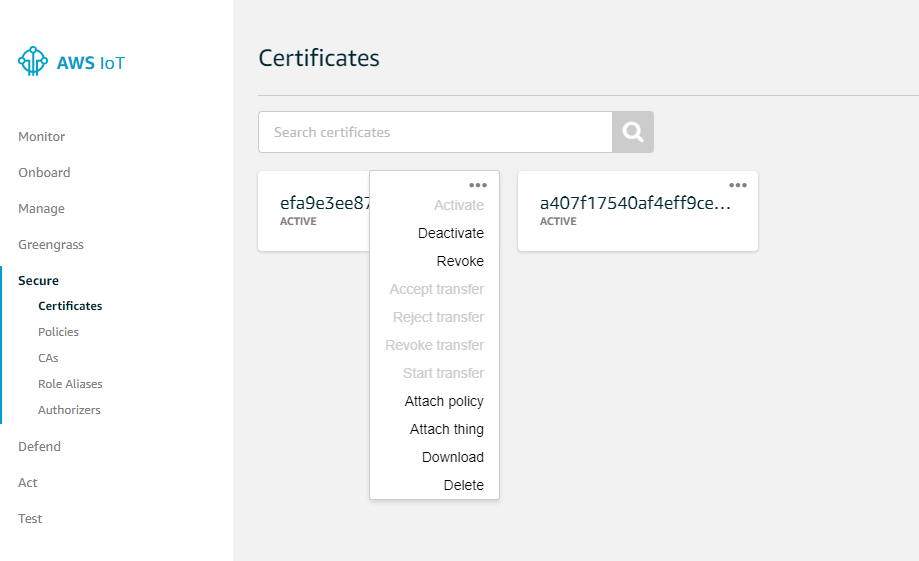 AWS IoT
Monitor
Onboard
Manage
Greengrass
Secure
Certificates
Policies
CAs
Role Aliases
Authorizers
Defend
Act
Test
Certificates
Search certificates
efa9e3ee87
ACTIVE
Activate
Deactivate
Revoke
Accept transfer
Reject transfer
Revoke transfer
Start transfer
Attach policy
Attach thing
Download
Delete
a407f17540af4eff9ce...
ACTIVE